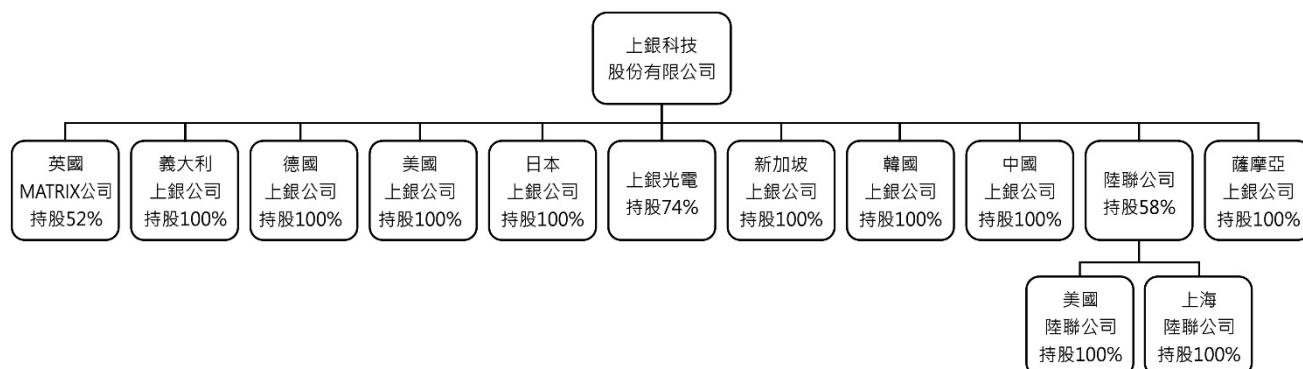 上銀科技
股份有限公司
英國
MATRIX公司
持股52%
義大利
上銀公司
持股100%
德國
上銀公司
持股100%
美國
上銀公司
持股100%
日本
上銀公司
持股100%
上銀光電
持股74%
新加坡
上銀公司
持股100%
韓國
上銀公司
持股100%
中國
上銀公司
持股100%
陸聯公司
持股58%
薩摩亞
上銀公司
持股100%
美國
陸聯公司
持股100%
上海
陸聯公司
持股100%